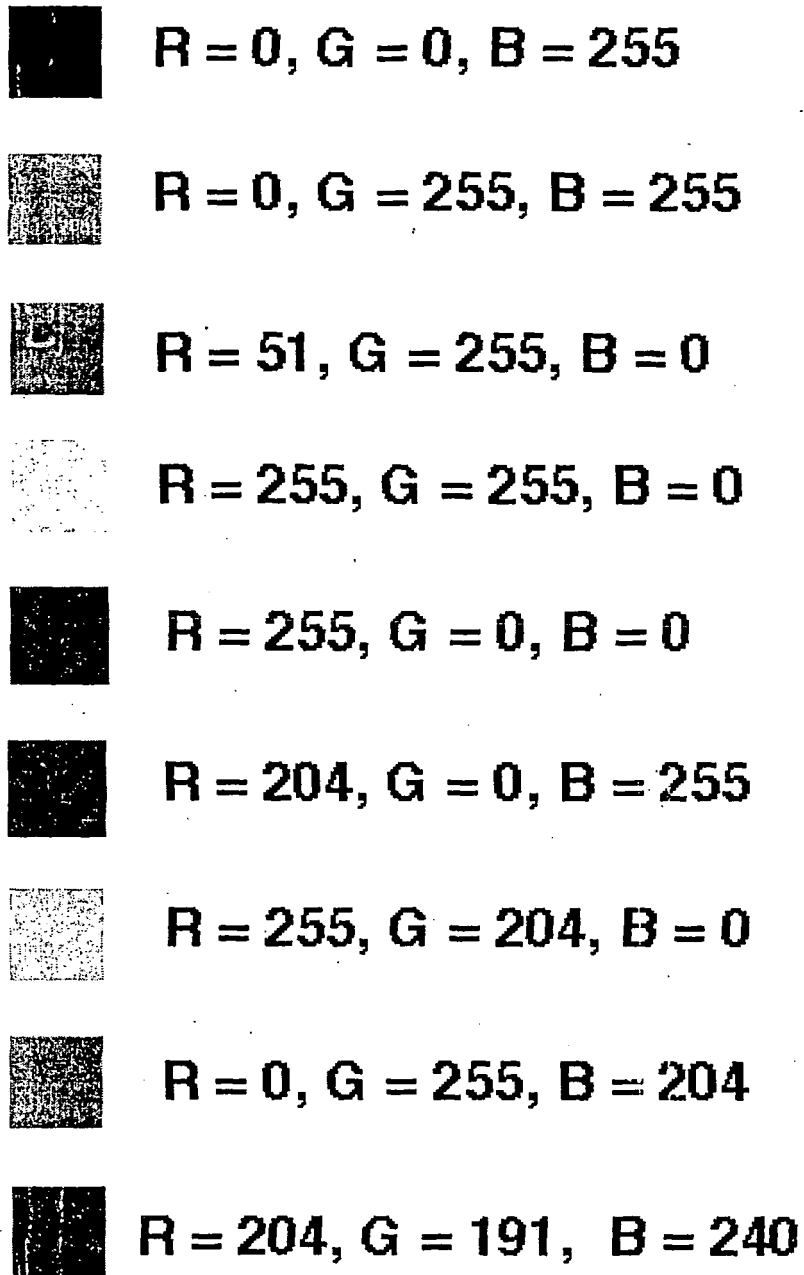 R = 0, G = 0, B = 255
R = 0, G = 255, B = 255
R = 51, G = 255, B = 0
R = 255, G = 255, B = 0
R = 255, G = 0, B = 0
R = 204, G = 0, B = 255
R = 255, G = 204, B = 0
R = 0, G = 255, B = 204
R = 204, G = 191, B = 240